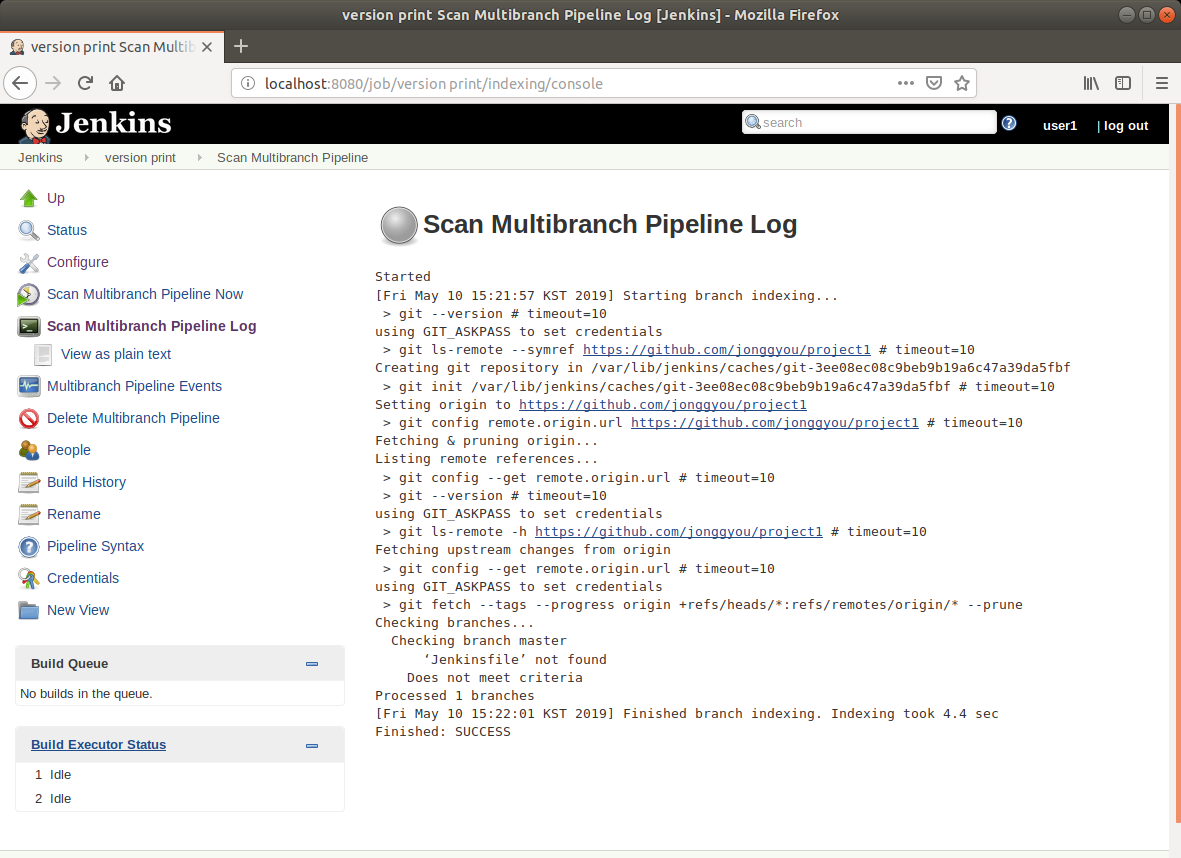 version print Scan Multibranch Pipeline Log [Jenkins] - Mozilla Firefox
version print Scan Multib
localhost:8080/job/version print/indexing/console
Jenkins
search
user1
| log out
Jenkins
version print
Scan Multibranch Pipeline
Up
Status
Configure
Scan Multibranch Pipeline Now
Scan Multibranch Pipeline Log
View as plain text
Multibranch Pipeline Events
Delete Multibranch Pipeline
People
Build History
Rename
Pipeline Syntax
Credentials
New View
Build Queue
No builds in the queue.
Build Executor Status
1 Idle
2 Idle
Scan Multibranch Pipeline Log
Started
[Fri May 10 15:21:57 KST 2019] Starting branch indexing...
 > git --version # timeout=10
using GIT_ASKPASS to set credentials
 > git ls-remote --symref https://github.com/jonggyou/project1 # timeout=10
Creating git repository in /var/lib/jenkins/caches/git-3ee08ec08c9beb9b19a6c47a39da5fbf
 > git init /var/lib/jenkins/caches/git-3ee08ec08c9beb9b19a6c47a39da5fbf # timeout=10
Setting origin to https://github.com/jonggyou/project1
 > git config remote.origin.url https://github.com/jonggyou/project1 # timeout=10
Fetching & pruning origin...
Listing remote references...
 > git config --get remote.origin.url # timeout=10
 > git --version # timeout=10
using GIT_ASKPASS to set credentials
 > git ls-remote -h https://github.com/jonggyou/project1 # timeout=10
Fetching upstream changes from origin
 > git config --get remote.origin.url # timeout=10
using GIT_ASKPASS to set credentials
 > git fetch --tags --progress origin +refs/heads/*:refs/remotes/origin/* --prune
Checking branches...
  Checking branch master
      ‘Jenkinsfile’ not found
    Does not meet criteria
Processed 1 branches
[Fri May 10 15:22:01 KST 2019] Finished branch indexing. Indexing took 4.4 sec
Finished: SUCCESS